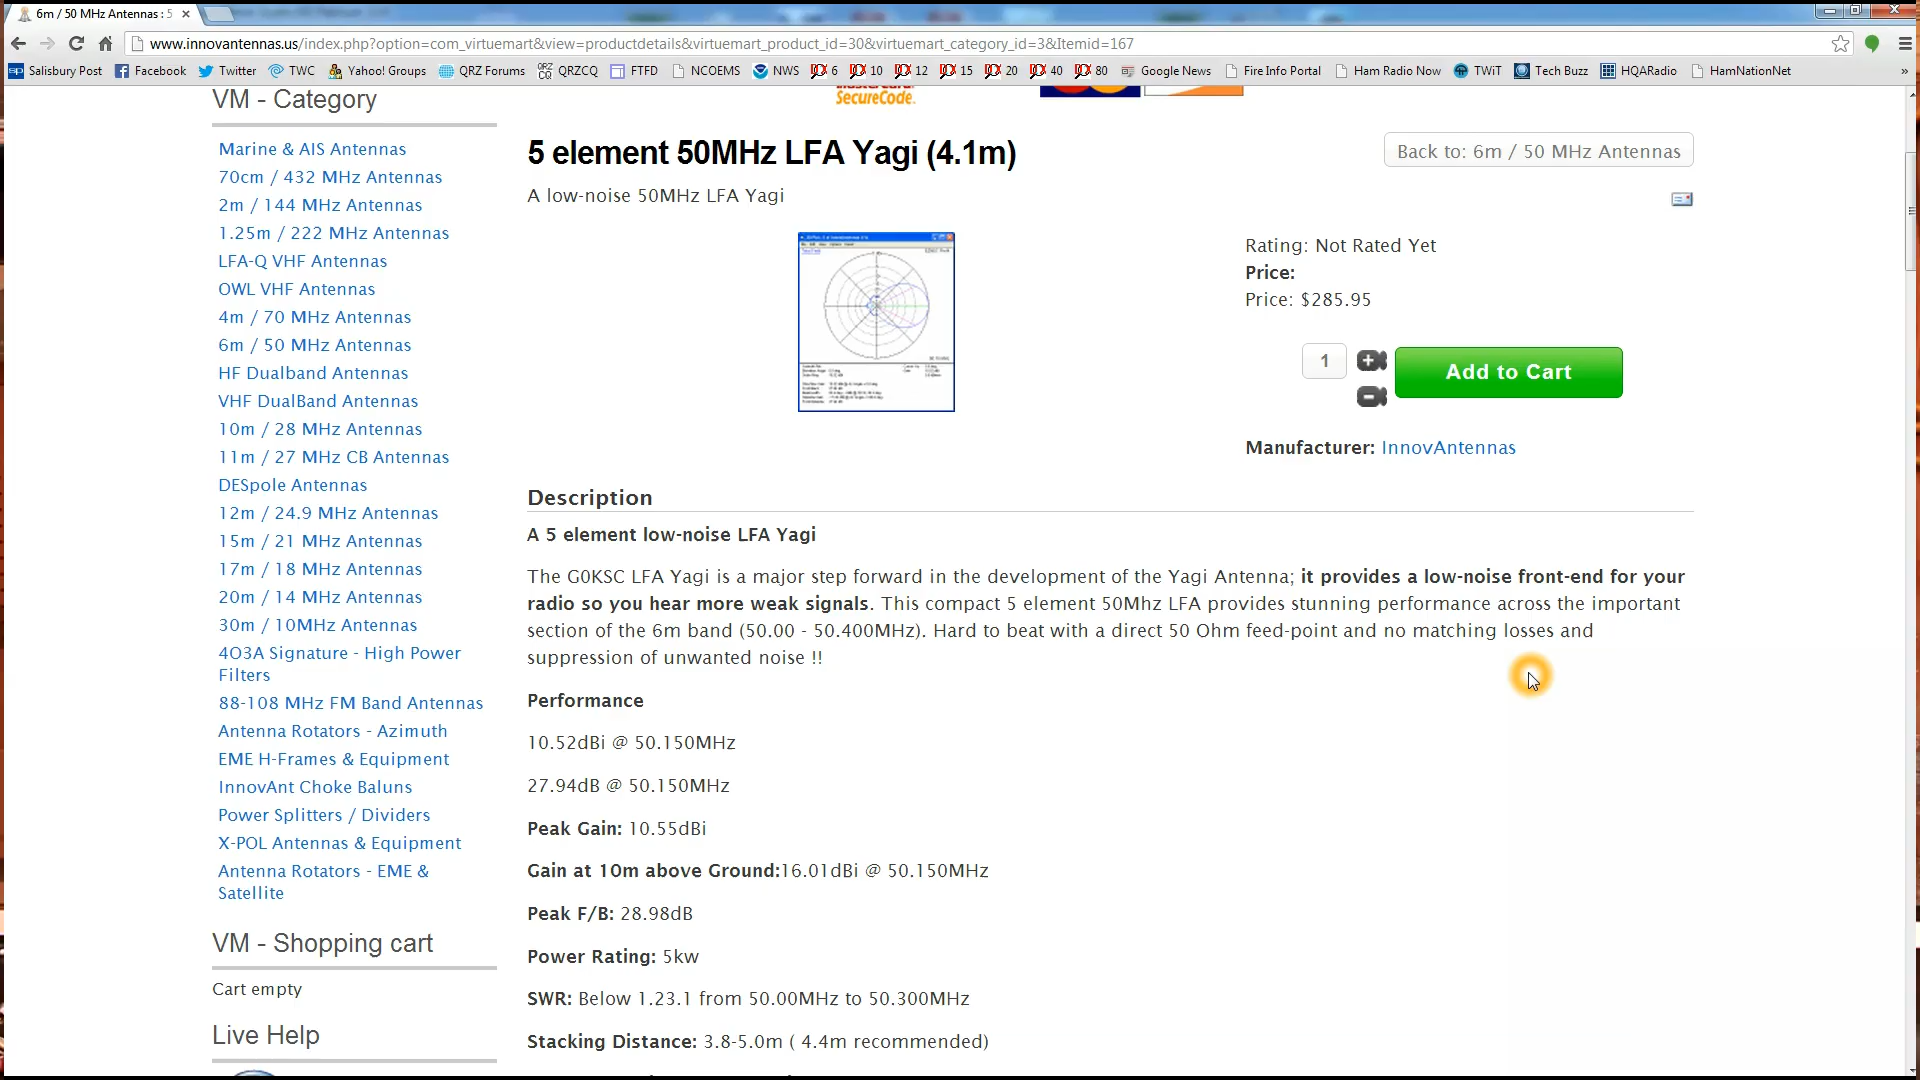 6m / 50 MHz Antennas : 5
www.innovantennas.us/index.php?option=com_virtuemart&view=productdetails&virtuemart_product_id=30&virtuemart_category_id=3&Itemid=167
Salisbury Post Facebook Twitter TWC Yahoo! Groups QRZ Forums QRZCQ FTFD NCOEMS NWS 6 10 12 15 20 40 80 Google News Fire Info Portal Ham Radio Now TWiT Tech Buzz HQARadio HamNationNet »
VM - Category
Marine & AIS Antennas
70cm / 432 MHz Antennas
2m / 144 MHz Antennas
1.25m / 222 MHz Antennas
LFA-Q VHF Antennas
OWL VHF Antennas
4m / 70 MHz Antennas
6m / 50 MHz Antennas
HF Dualband Antennas
VHF DualBand Antennas
10m / 28 MHz Antennas
11m / 27 MHz CB Antennas
DESpole Antennas
12m / 24.9 MHz Antennas
15m / 21 MHz Antennas
17m / 18 MHz Antennas
20m / 14 MHz Antennas
30m / 10MHz Antennas
4O3A Signature - High Power
Filters
88-108 MHz FM Band Antennas
Antenna Rotators - Azimuth
EME H-Frames & Equipment
InnovAnt Choke Baluns
Power Splitters / Dividers
X-POL Antennas & Equipment
Antenna Rotators - EME &
Satellite
VM - Shopping cart
Cart empty
Live Help
SecureCode.
5 element 50MHz LFA Yagi (4.1m)
Back to: 6m / 50 MHz Antennas
A low-noise 50MHz LFA Yagi
Rating: Not Rated Yet
Price:
Price: $285.95
1
Add to Cart
Manufacturer: InnovAntennas
Description
A 5 element low-noise LFA Yagi
The G0KSC LFA Yagi is a major step forward in the development of the Yagi Antenna; it provides a low-noise front-end for your
radio so you hear more weak signals. This compact 5 element 50Mhz LFA provides stunning performance across the important
section of the 6m band (50.00 - 50.400MHz). Hard to beat with a direct 50 Ohm feed-point and no matching losses and
suppression of unwanted noise !!
Performance
10.52dBi @ 50.150MHz
27.94dB @ 50.150MHz
Peak Gain: 10.55dBi
Gain at 10m above Ground:16.01dBi @ 50.150MHz
Peak F/B: 28.98dB
Power Rating: 5kw
SWR: Below 1.23.1 from 50.00MHz to 50.300MHz
Stacking Distance: 3.8-5.0m ( 4.4m recommended)